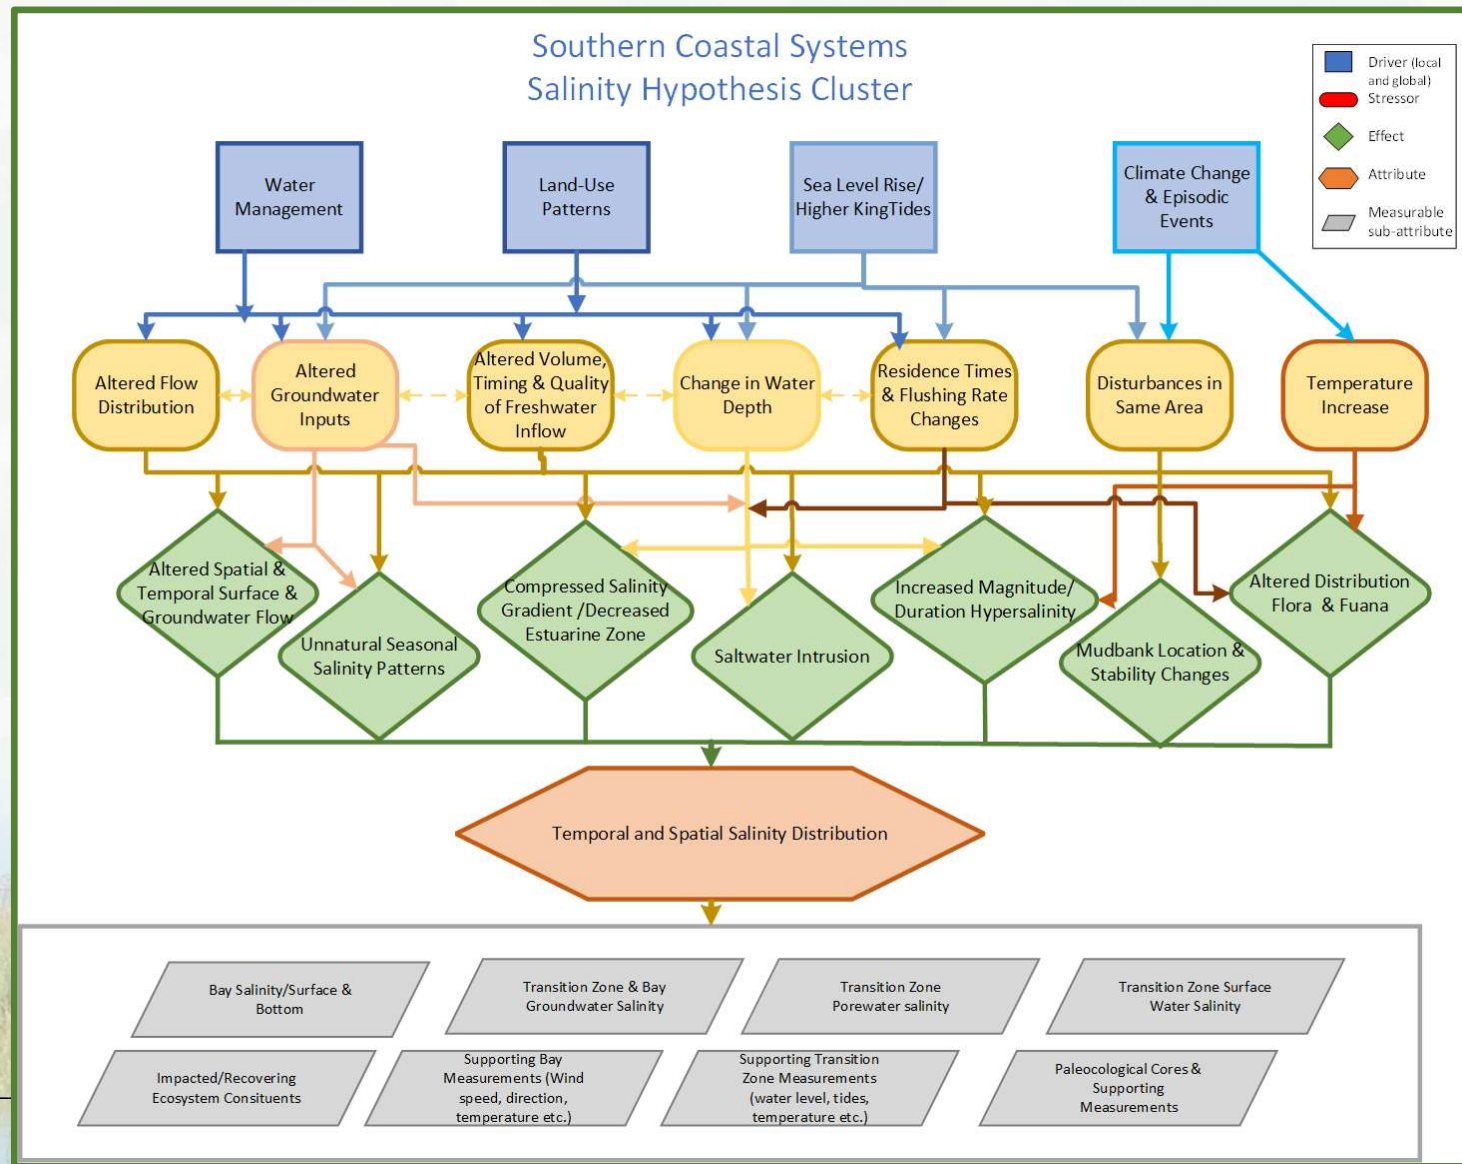 Southern Coastal Systems
Salinity Hypothesis Cluster
Driver (local
and global)
Stressor
Effect
Attribute
Measurable
sub-attribute
Water
Management
Land-Use
Patterns
Sea Level Rise/
Higher KingTides
Climate Change
& Episodic
Events
Altered Flow
Distribution
Altered
Groundwater
Inputs
Altered Volume,
Timing & Quality
of Freshwater
Inflow
Change in Water
Depth
Residence Times
& Flushing Rate
Changes
Disturbances in
Same Area
Temperature
Increase
Altered Spatial &
Temporal Surface &
Groundwater Flow
Unnatural Seasonal
Salinity Patterns
Compressed Salinity
Gradient /Decreased
Estuarine Zone
Saltwater Intrusion
Increased Magnitude/
Duration Hypersalinity
Mudbank Location &
Stability Changes
Altered Distribution
Flora & Fuana
Temporal and Spatial Salinity Distribution
Bay Salinity/Surface &
Bottom
Transition Zone & Bay
Groundwater Salinity
Transition Zone
Porewater salinity
Transition Zone Surface
Water Salinity
Impacted/Recovering
Ecosystem Consituents
Supporting Bay
Measurements (Wind
speed, direction,
temperature etc.)
Supporting Transition
Zone Measurements
(water level, tides,
temperature etc.)
Paleocological Cores &
Supporting
Measurements